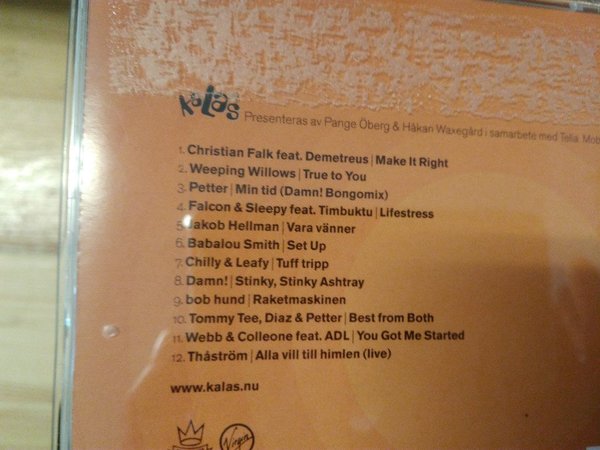 kalas Presenteras av Pange Öberg & Håkan Waxegård i samarbete med Telia Mob
1. Christian Falk feat. Demetreus | Make It Right
2. Weeping Willows | True to You
3. Petter | Min tid (Damn! Bongomix)
4. Falcon & Sleepy feat. Timbuktu | Lifestress
5. Jakob Hellman | Vara vänner
6. Babalou Smith | Set Up
7. Chilly & Leafy | Tuff tripp
8. Damn! | Stinky, Stinky Ashtray
9. bob hund | Raketmaskinen
10. Tommy Tee, Diaz & Petter | Best from Both
11. Webb & Colleone feat. ADL | You Got Me Started
12. Thåström | Alla vill till himlen (live)
www.kalas.nu
Virgin